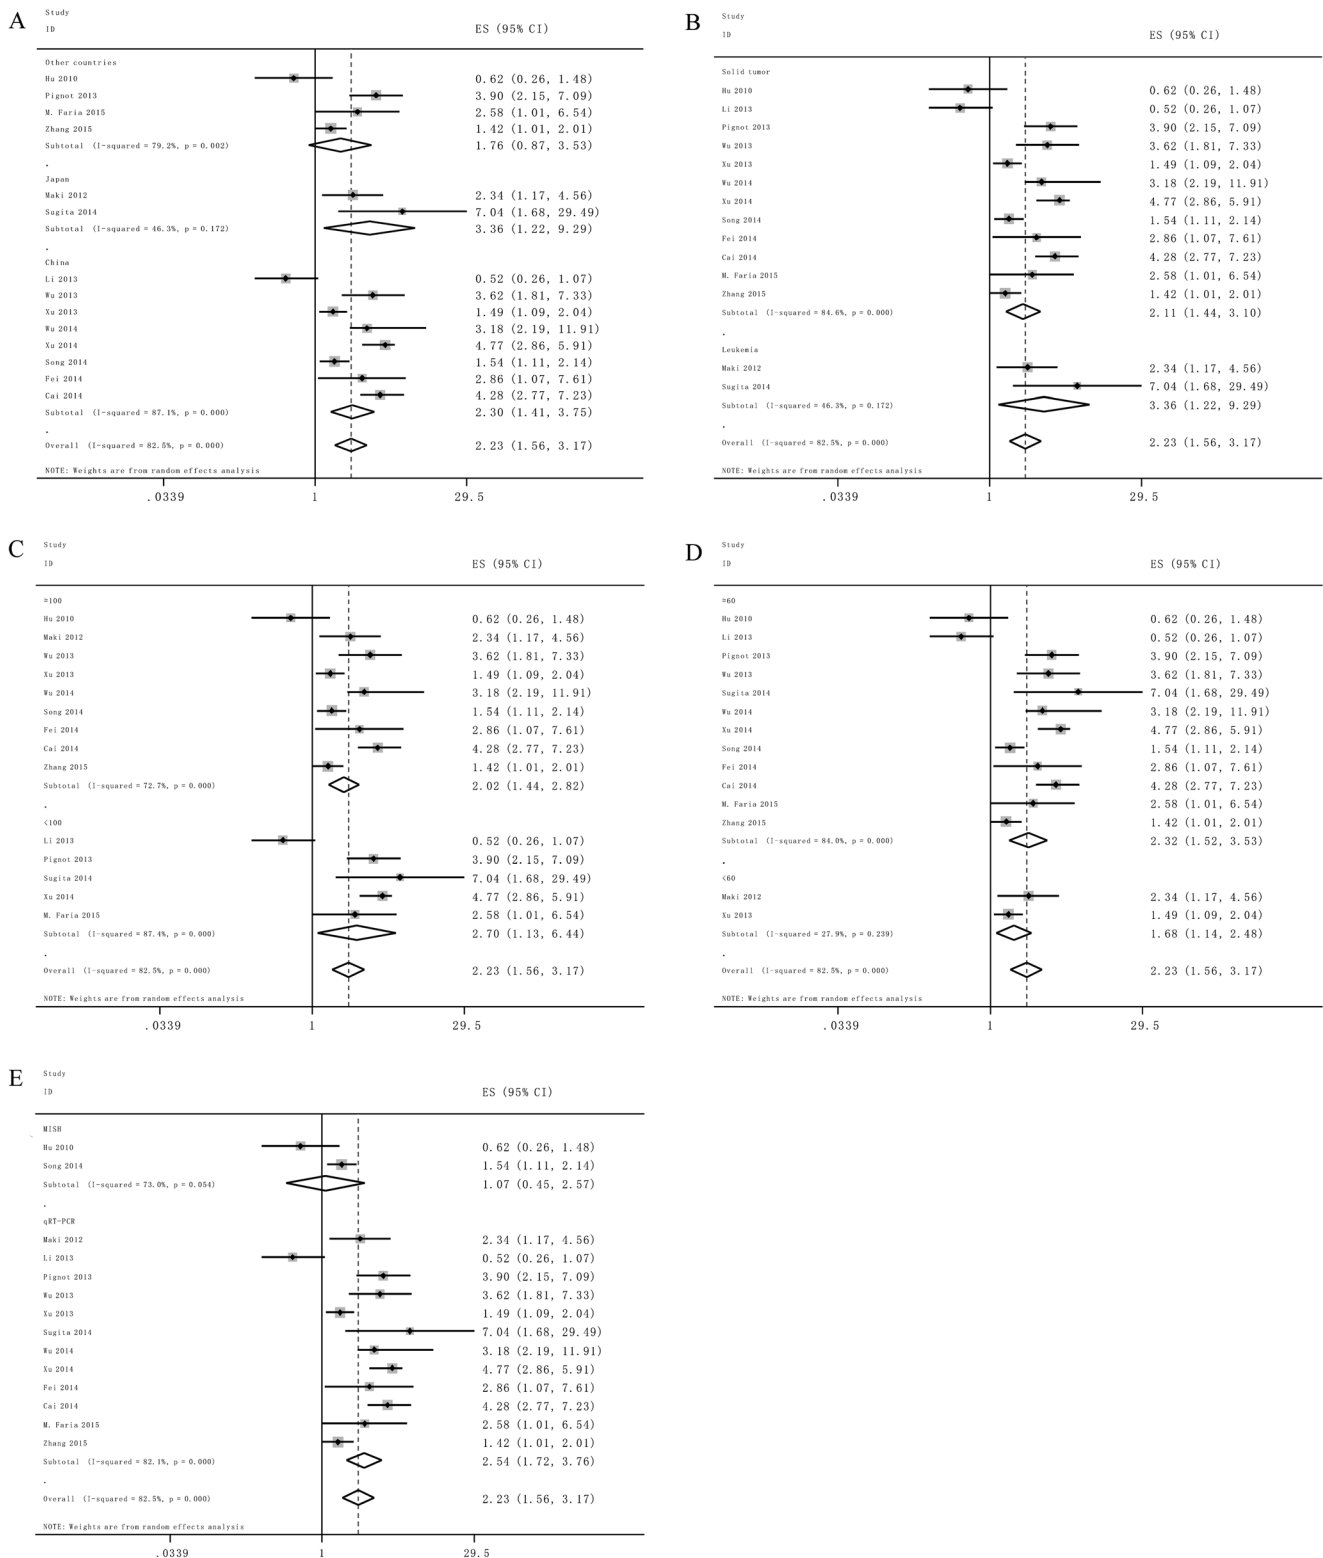 A
Study
ID ES (95% CI)
Other countries
Hu 2010 0.62 (0.26, 1.48)
Pignot 2013 3.90 (2.15, 7.09)
M. Faria 2015 2.58 (1.01, 6.54)
Zhang 2015 1.42 (1.01, 2.01)
Subtotal (I-squared = 79.2%, p = 0.002) 1.76 (0.87, 3.53)
.
Japan
Maki 2012 2.34 (1.17, 4.56)
Sugita 2014 7.04 (1.68, 29.49)
Subtotal (I-squared = 46.3%, p = 0.172) 3.36 (1.22, 9.29)
.
China
Li 2013 0.52 (0.26, 1.07)
Wu 2013 3.62 (1.81, 7.33)
Xu 2013 1.49 (1.09, 2.04)
Wu 2014 3.18 (2.19, 11.91)
Xu 2014 4.77 (2.86, 5.91)
Song 2014 1.54 (1.11, 2.14)
Fei 2014 2.86 (1.07, 7.61)
Cai 2014 4.28 (2.77, 7.23)
Subtotal (I-squared = 87.1%, p = 0.000) 2.30 (1.41, 3.75)
.
Overall (I-squared = 82.5%, p = 0.000) 2.23 (1.56, 3.17)
NOTE: Weights are from random effects analysis
.0339 1 29.5
B
Study
ID ES (95% CI)
Solid tumor
Hu 2010 0.62 (0.26, 1.48)
Li 2013 0.52 (0.26, 1.07)
Pignot 2013 3.90 (2.15, 7.09)
Wu 2013 3.62 (1.81, 7.33)
Xu 2013 1.49 (1.09, 2.04)
Wu 2014 3.18 (2.19, 11.91)
Xu 2014 4.77 (2.86, 5.91)
Song 2014 1.54 (1.11, 2.14)
Fei 2014 2.86 (1.07, 7.61)
Cai 2014 4.28 (2.77, 7.23)
M. Faria 2015 2.58 (1.01, 6.54)
Zhang 2015 1.42 (1.01, 2.01)
Subtotal (I-squared = 84.6%, p = 0.000) 2.11 (1.44, 3.10)
.
Leukemia
Maki 2012 2.34 (1.17, 4.56)
Sugita 2014 7.04 (1.68, 29.49)
Subtotal (I-squared = 46.3%, p = 0.172) 3.36 (1.22, 9.29)
.
Overall (I-squared = 82.5%, p = 0.000) 2.23 (1.56, 3.17)
NOTE: Weights are from random effects analysis
.0339 1 29.5
C
Study
ID ES (95% CI)
=100
Hu 2010 0.62 (0.26, 1.48)
Maki 2012 2.34 (1.17, 4.56)
Wu 2013 3.62 (1.81, 7.33)
Xu 2013 1.49 (1.09, 2.04)
Wu 2014 3.18 (2.19, 11.91)
Song 2014 1.54 (1.11, 2.14)
Fei 2014 2.86 (1.07, 7.61)
Cai 2014 4.28 (2.77, 7.23)
Zhang 2015 1.42 (1.01, 2.01)
Subtotal (I-squared = 72.7%, p = 0.000) 2.02 (1.44, 2.82)
.
<100
Li 2013 0.52 (0.26, 1.07)
Pignot 2013 3.90 (2.15, 7.09)
Sugita 2014 7.04 (1.68, 29.49)
Xu 2014 4.77 (2.86, 5.91)
M. Faria 2015 2.58 (1.01, 6.54)
Subtotal (I-squared = 87.4%, p = 0.000) 2.70 (1.13, 6.44)
.
Overall (I-squared = 82.5%, p = 0.000) 2.23 (1.56, 3.17)
NOTE: Weights are from random effects analysis
.0339 1 29.5
D
Study
ID ES (95% CI)
=60
Hu 2010 0.62 (0.26, 1.48)
Li 2013 0.52 (0.26, 1.07)
Pignot 2013 3.90 (2.15, 7.09)
Wu 2013 3.62 (1.81, 7.33)
Sugita 2014 7.04 (1.68, 29.49)
Wu 2014 3.18 (2.19, 11.91)
Xu 2014 4.77 (2.86, 5.91)
Song 2014 1.54 (1.11, 2.14)
Fei 2014 2.86 (1.07, 7.61)
Cai 2014 4.28 (2.77, 7.23)
M. Faria 2015 2.58 (1.01, 6.54)
Zhang 2015 1.42 (1.01, 2.01)
Subtotal (I-squared = 84.0%, p = 0.000) 2.32 (1.52, 3.53)
.
<60
Maki 2012 2.34 (1.17, 4.56)
Xu 2013 1.49 (1.09, 2.04)
Subtotal (I-squared = 27.9%, p = 0.239) 1.68 (1.14, 2.48)
.
Overall (I-squared = 82.5%, p = 0.000) 2.23 (1.56, 3.17)
NOTE: Weights are from random effects analysis
.0339 1 29.5
E
Study
ID ES (95% CI)
MISH
Hu 2010 0.62 (0.26, 1.48)
Song 2014 1.54 (1.11, 2.14)
Subtotal (I-squared = 73.0%, p = 0.054) 1.07 (0.45, 2.57)
.
qRT-PCR
Maki 2012 2.34 (1.17, 4.56)
Li 2013 0.52 (0.26, 1.07)
Pignot 2013 3.90 (2.15, 7.09)
Wu 2013 3.62 (1.81, 7.33)
Xu 2013 1.49 (1.09, 2.04)
Sugita 2014 7.04 (1.68, 29.49)
Wu 2014 3.18 (2.19, 11.91)
Xu 2014 4.77 (2.86, 5.91)
Fei 2014 2.86 (1.07, 7.61)
Cai 2014 4.28 (2.77, 7.23)
M. Faria 2015 2.58 (1.01, 6.54)
Zhang 2015 1.42 (1.01, 2.01)
Subtotal (I-squared = 82.1%, p = 0.000) 2.54 (1.72, 3.76)
.
Overall (I-squared = 82.5%, p = 0.000) 2.23 (1.56, 3.17)
NOTE: Weights are from random effects analysis
.0339 1 29.5